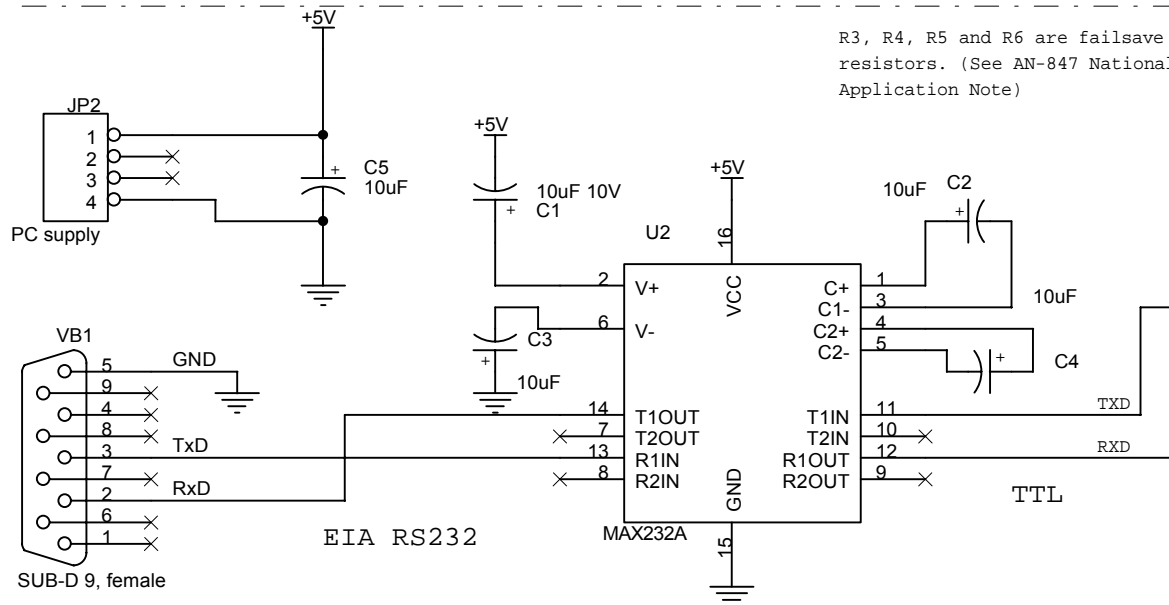 +5V
R3, R4, R5 and R6 are failsave
resistors. (See AN-847 National
Application Note)
JP2
1
2
3
4
PC supply
+
C5
10uF
+5V
10uF 10V
+
C1
+5V
16
U2
10uF
C2
+
2
V+
VCC
C+
1
C1-
3
10uF
6
V-
C2+
4
C2-
5
+
C4
C3
+
10uF
VB1
5
GND
9
4
8
3
TxD
7
2
RxD
6
1
SUB-D 9, female
14
T1OUT
T1IN
11
TXD
7
T2OUT
T2IN
10
13
R1IN
R1OUT
12
RXD
8
R2IN
R2OUT
9
GND
TTL
EIA RS232
MAX232A
15